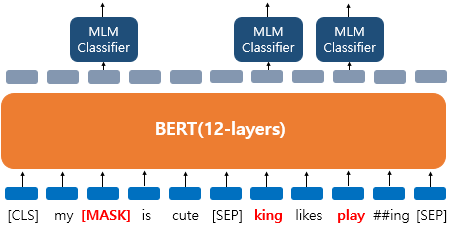 MLM Classifier
MLM Classifier
MLM Classifier
BERT(12-layers)
[CLS] my [MASK] is cute [SEP] king likes play ##ing [SEP]